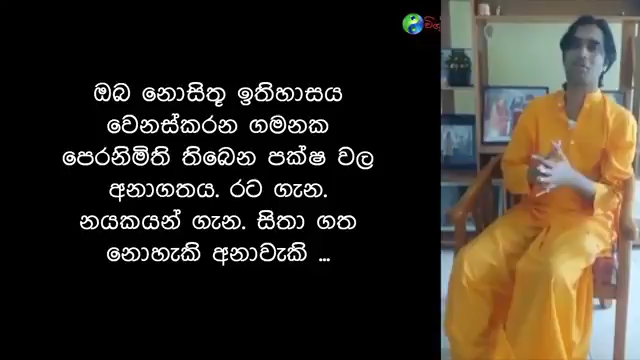 ඔබ නොසිතූ ඉතිහාසය
වෙනස්කරන ගමනක
පෙරනිමිති තිබෙන පක්ෂ වල
අනාගතය. රට ගැන.
නයකයන් ගැන. සිතා ගත
නොහැකි අනාවැකි ...